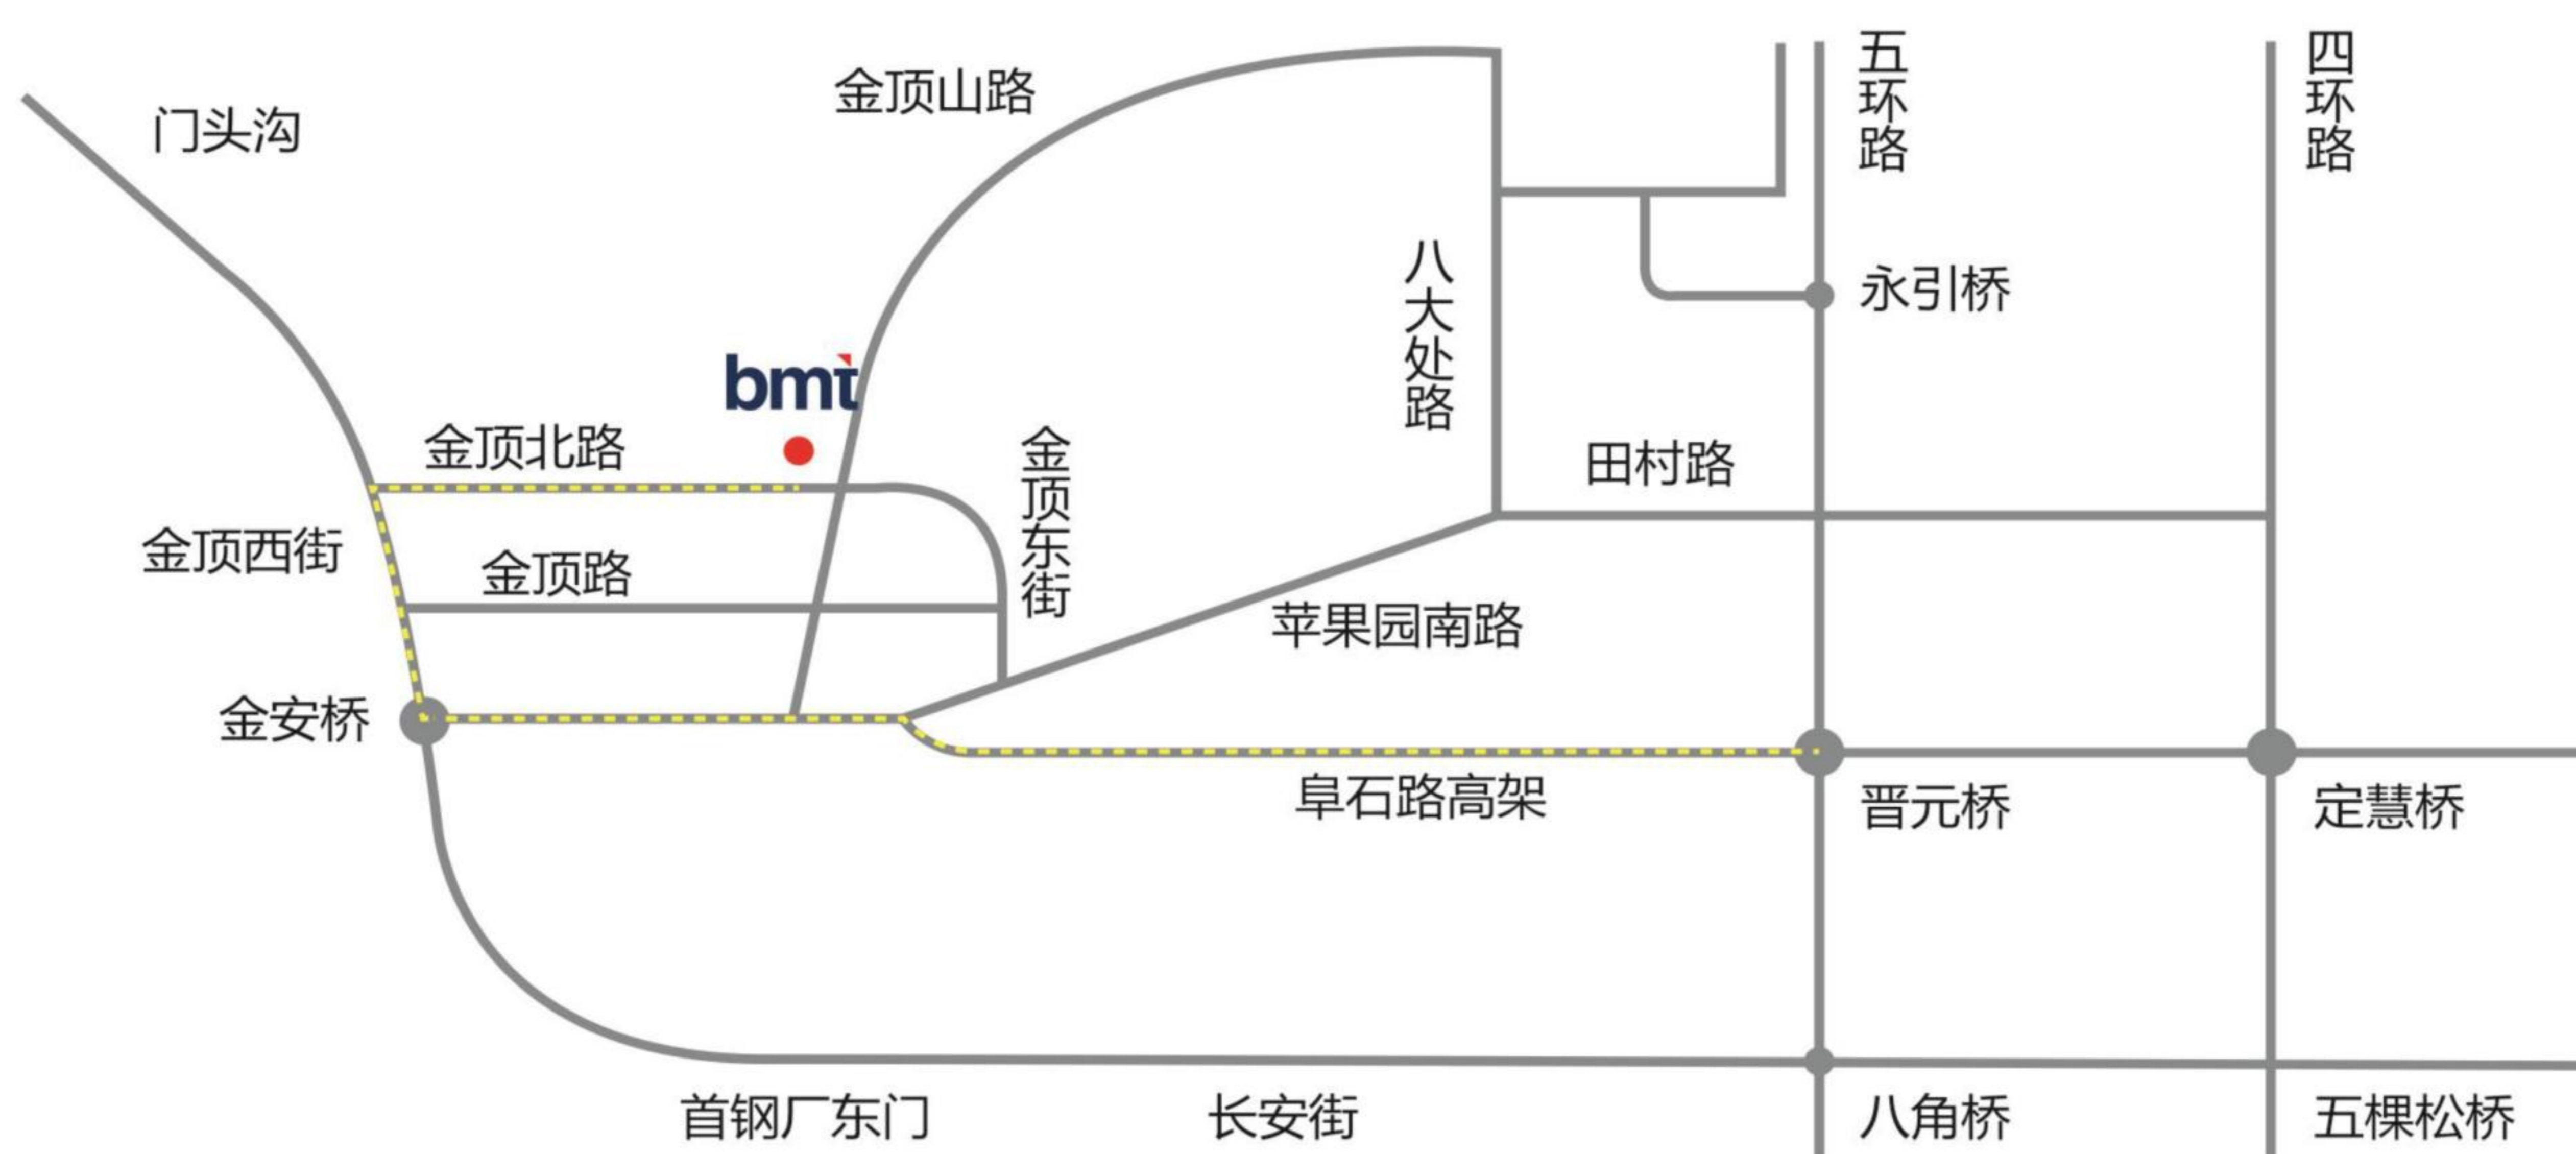 五环路
四环路
金顶山路
门头沟
八大处路
永引桥
bmt
金顶北路
金顶东街
田村路
金顶西街
金顶路
苹果园南路
金安桥
阜石路高架
晋元桥
定慧桥
首钢厂东门
长安街
八角桥
五棵松桥